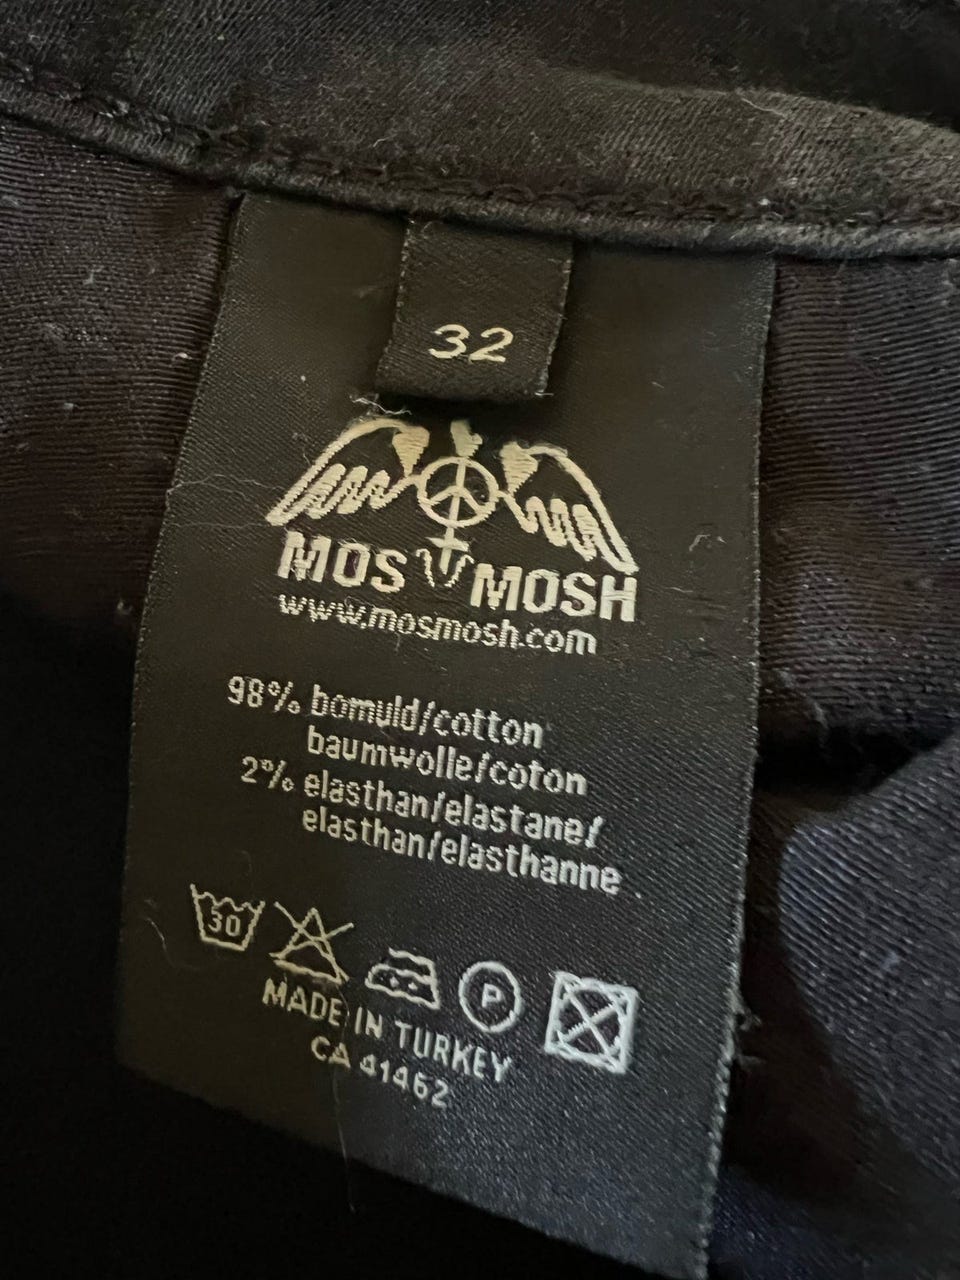 32
MOS MOSH
www.mosmosh.com
98% bomuld/cotton
baumwolle/coton
2% elasthan/elastane/
elasthan/elasthanne
30
P
MADE IN TURKEY
CA 41462